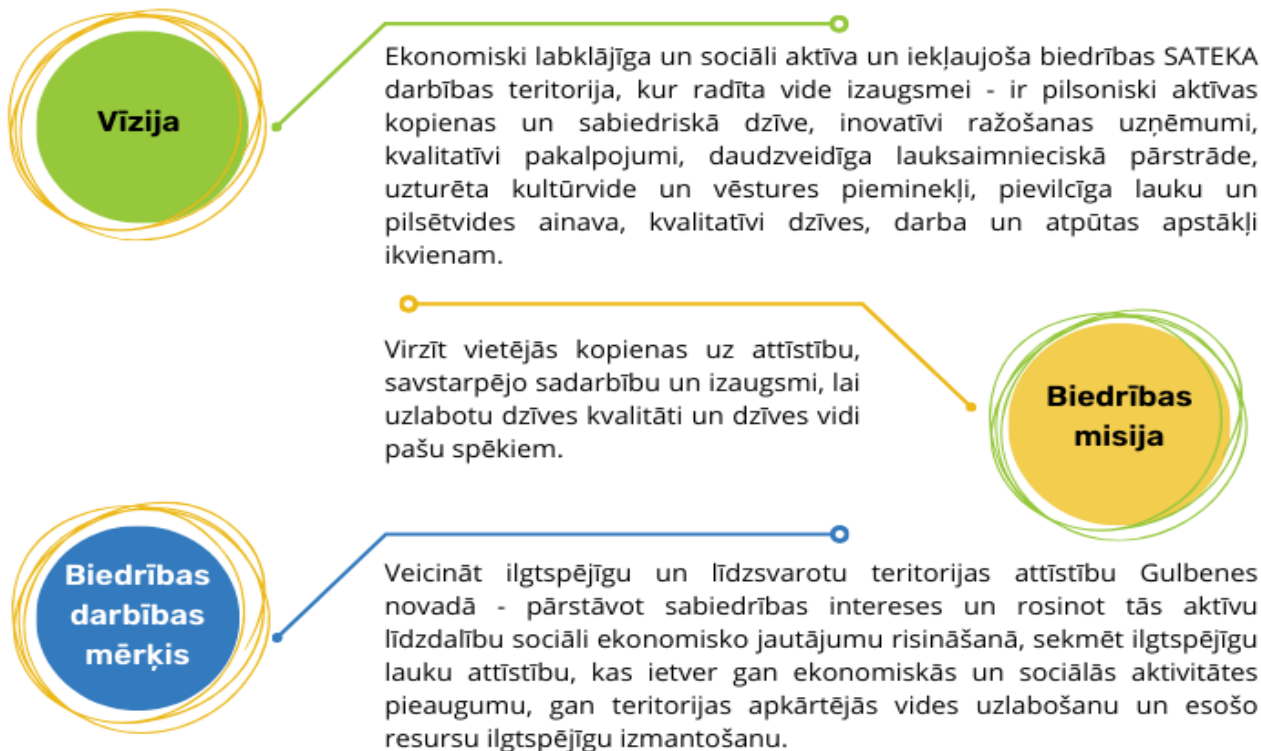 Vīzija
Ekonomiski labklājīga un sociāli aktīva un iekļaujoša biedrības SATEKA
darbības teritorija, kur radīta vide izaugsmei - ir pilsoniski aktīvas
kopienas un sabiedriskā dzīve, inovatīvi ražošanas uzņēmumi,
kvalitatīvi pakalpojumi, daudzveidīga lauksaimnieciskā pārstrāde,
uzturēta kultūrvide un vēstures pieminekļi, pievilcīga lauku un
pilsētvides ainava, kvalitatīvi dzīves, darba un atpūtas apstākļi
ikvienam.
Virzīt vietējās kopienas uz attīstību,
savstarpējo sadarbību un izaugsmi, lai
uzlabotu dzīves kvalitāti un dzīves vidi
pašu spēkiem.
Biedrības
misija
Biedrības
darbības
mērķis
Veicināt ilgtspējīgu un līdzsvarotu teritorijas attīstību Gulbenes
novadā - pārstāvot sabiedrības intereses un rosinot tās aktīvu
līdzdalību sociāli ekonomisko jautājumu risināšanā, sekmēt ilgtspējīgu
lauku attīstību, kas ietver gan ekonomiskās un sociālās aktivitātes
pieaugumu, gan teritorijas apkārtējās vides uzlabošanu un esošo
resursu ilgtspējīgu izmantošanu.